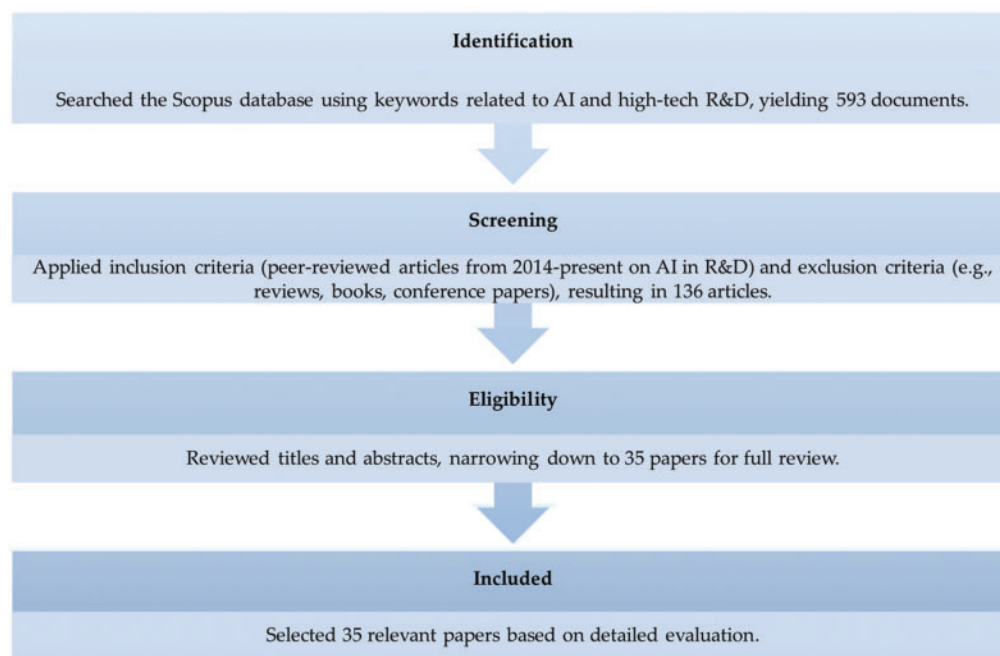 Identification
Searched the Scopus database using keywords related to AI and high-tech R&D, yielding 593 documents.
Screening
Applied inclusion criteria (peer-reviewed articles from 2014-present on AI in R&D) and exclusion criteria (e.g.,
reviews, books, conference papers), resulting in 136 articles.
Eligibility
Reviewed titles and abstracts, narrowing down to 35 papers for full review.
Included
Selected 35 relevant papers based on detailed evaluation.